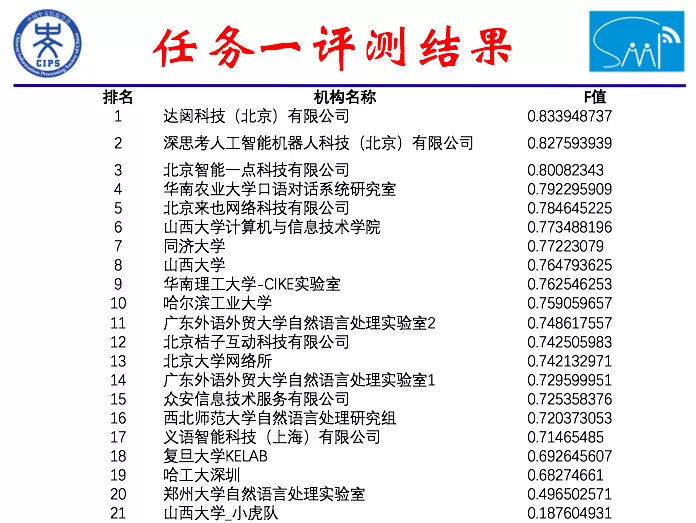 CIPS
任务一评测结果
SMP
排名 机构名称 F值
1 达闼科技（北京）有限公司 0.833948737
2 深思考人工智能机器人科技（北京）有限公司 0.827593939
3 北京智能一点科技有限公司 0.80082343
4 华南农业大学口语对话系统研究室 0.792295909
5 北京来也网络科技有限公司 0.784645225
6 山西大学计算机与信息技术学院 0.773488196
7 同济大学 0.77223079
8 山西大学 0.764793625
9 华南理工大学-CIKE实验室 0.762546253
10 哈尔滨工业大学 0.759059657
11 广东外语外贸大学自然语言处理实验室2 0.748617557
12 北京桔子互动科技有限公司 0.742505983
13 北京大学网络所 0.742132971
14 广东外语外贸大学自然语言处理实验室1 0.729599951
15 众安信息技术服务有限公司 0.725358376
16 西北师范大学自然语言处理研究组 0.720373053
17 义语智能科技（上海）有限公司 0.71465485
18 复旦大学KELAB 0.692645607
19 哈工大深圳 0.68274661
20 郑州大学自然语言处理实验室 0.496502571
21 山西大学_小虎队 0.187604931